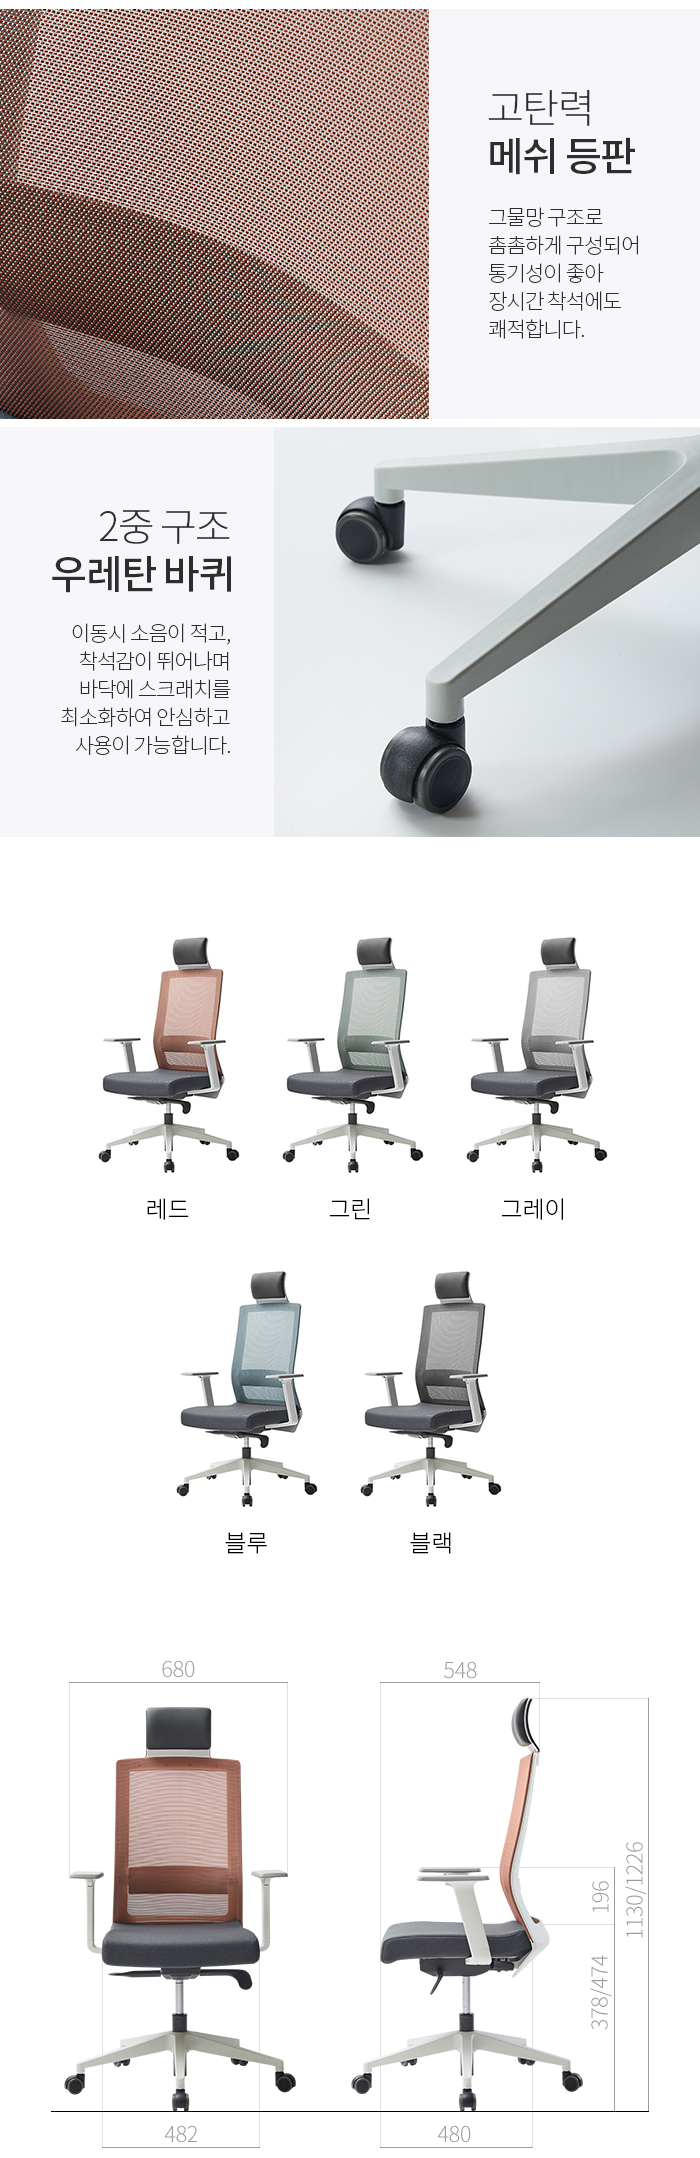 고탄력
메쉬 등판
그물망 구조로
촘촘하게 구성되어
통기성이 좋아
장시간 착석에도
쾌적합니다.
2중 구조
우레탄 바퀴
이동시 소음이 적고,
착석감이 뛰어나며
바닥에 스크래치를
최소화하여 안심하고
사용이 가능합니다.
레드
그린
그레이
블루
블랙
680
548
196
1130/1226
378/474
482
480